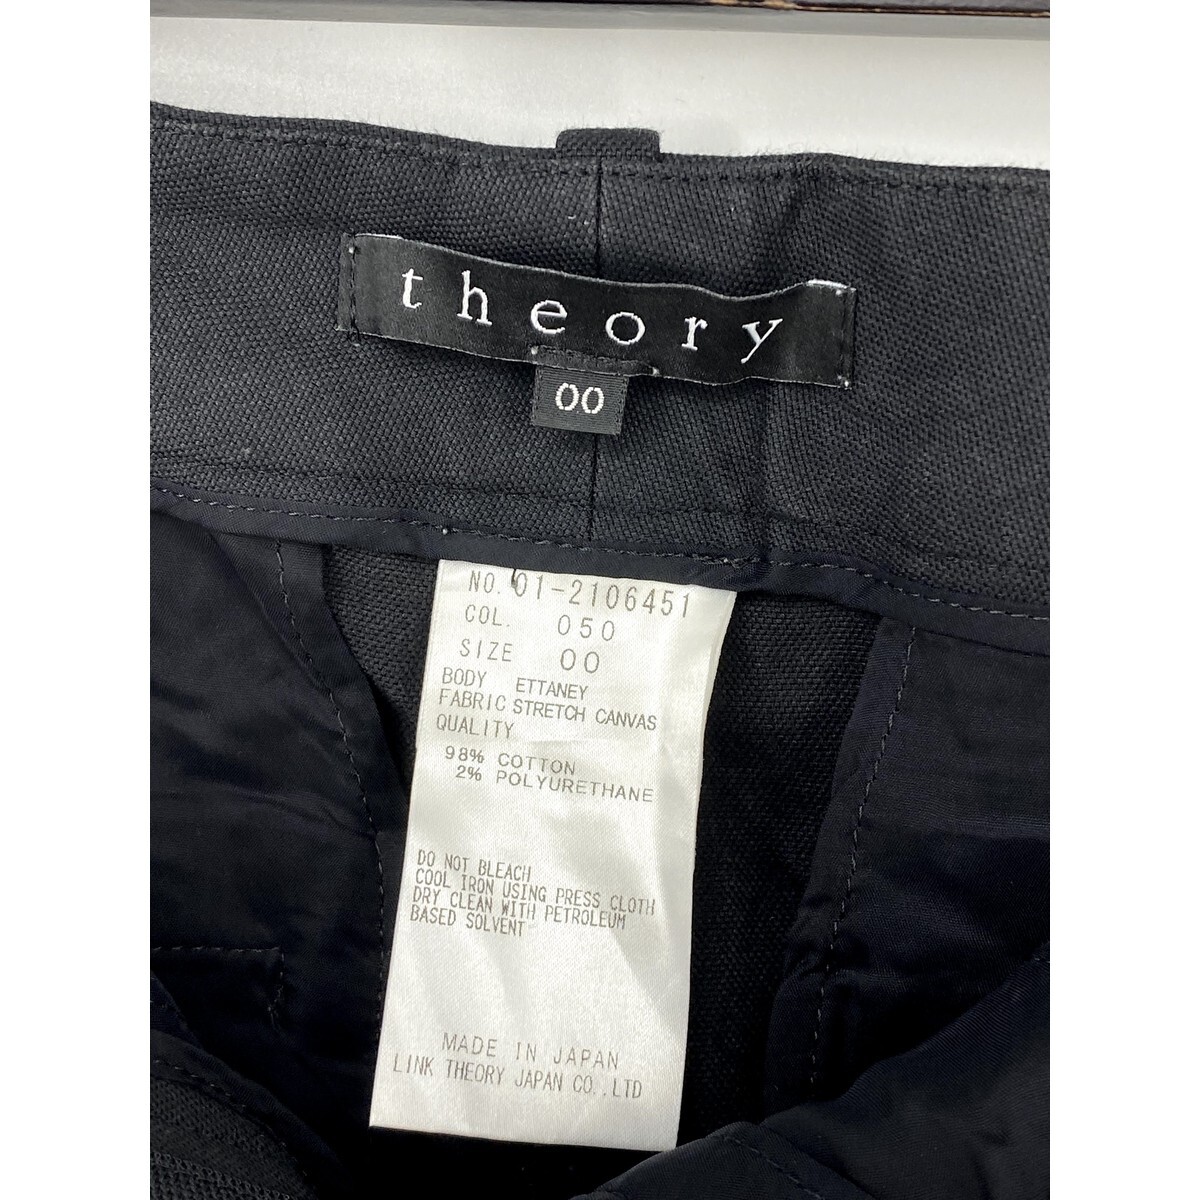 theory
00
NO. 01-2106451
COL. 050
SIZE 00
BODY ETTANEY
FABRIC STRETCH CANVAS
QUALITY
98% COTTON
2% POLYURETHANE
DO NOT BLEACH
COOL IRON USING PRESS CLOTH
DRY CLEAN WITH PETROLEUM
BASED SOLVENT
MADE IN JAPAN
LINK THEORY JAPAN CO.,LTD